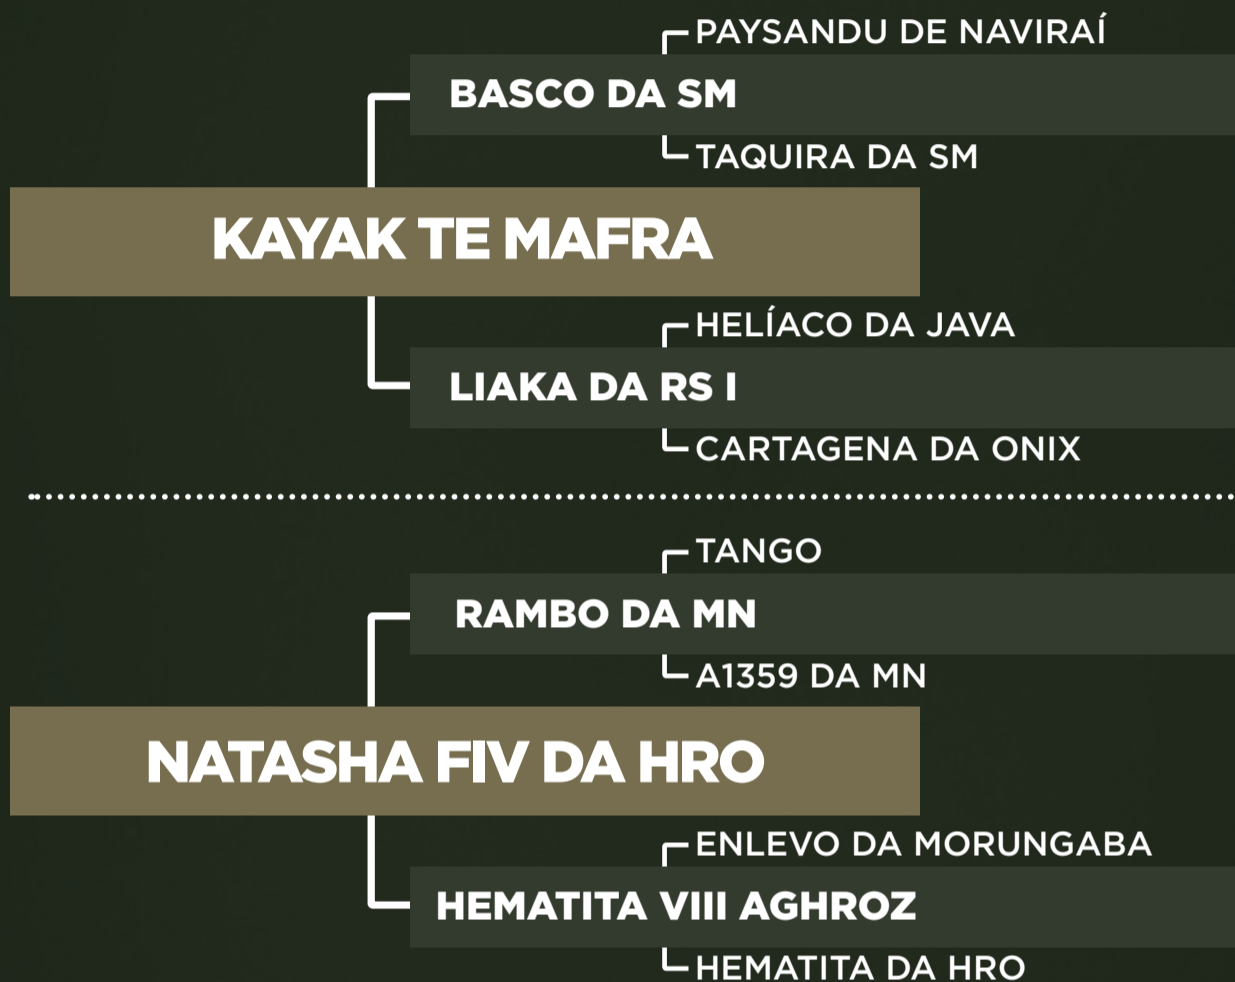 PAYSANDU DE NAVIRAÍ
BASCO DA SM
TAQUIRA DA SM
KAYAK TE MAFRA
HELÍACO DA JAVA
LIAKA DA RS I
CARTAGENA DA ONIX
TANGO
RAMBO DA MN
A1359 DA MN
NATASHA FIV DA HRO
ENLEVO DA MORUNGABA
HEMATITA VIII AGHROZ
HEMATITA DA HRO